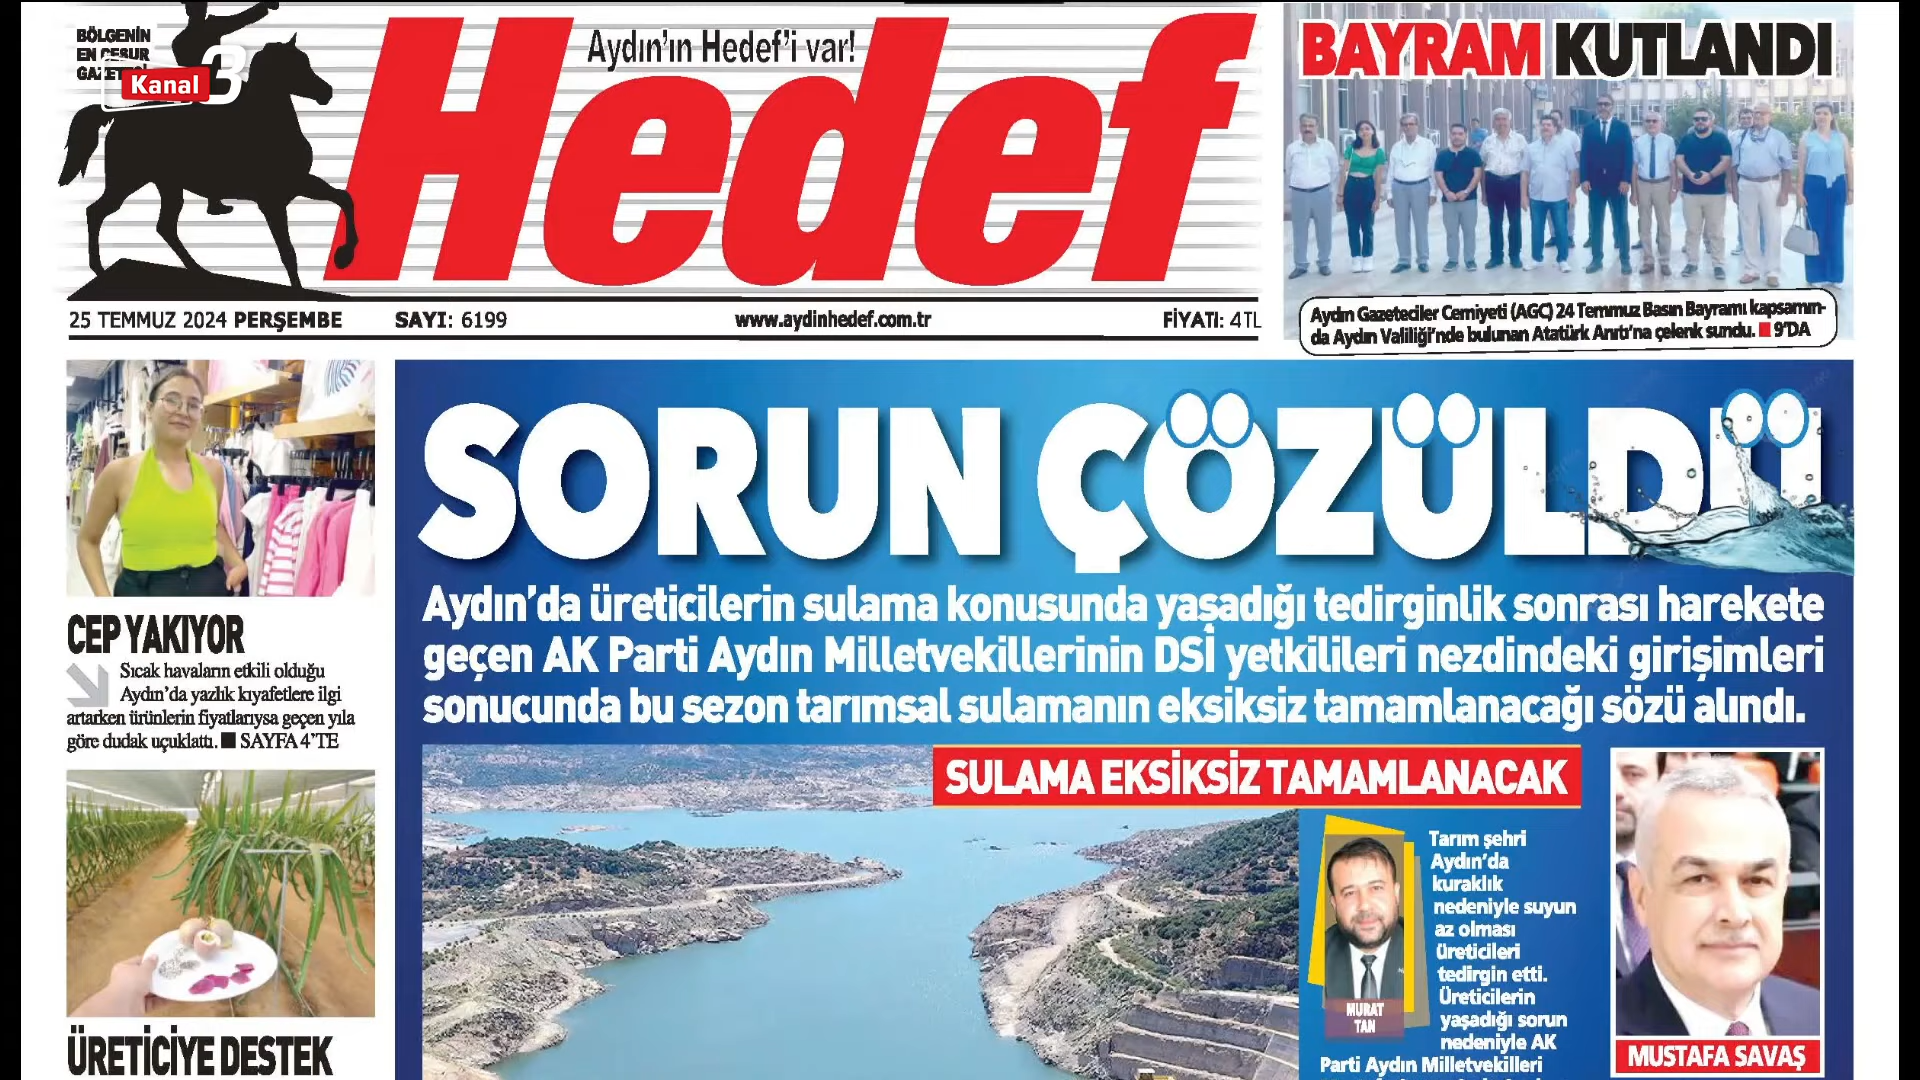 BÖLGENİN
EN CESUR
GAZETESİ
Kanal 3
Aydın'ın Hedef'i var!
Hedef
25 TEMMUZ 2024 PERŞEMBE SAYI: 6199 www.aydinhedef.com.tr FİYATI: 4TL
BAYRAM KUTLANDI
Aydın Gazeteciler Cemiyeti (AGC) 24 Temmuz Basın Bayramı kapsamın-
da Aydın Valiliği'nde bulunan Atatürk Anıtı'na çelenk sundu. ■ 9'DA
CEP YAKIYOR
Sıcak havaların etkili olduğu
Aydın'da yazlık kıyafetlere ilgi
artarken ürünlerin fiyatlarıysa geçen yıla
göre dudak uçuklattı. ■ SAYFA 4'TE
ÜRETİCİYE DESTEK
SORUN ÇÖZÜLDÜ
Aydın'da üreticilerin sulama konusunda yaşadığı tedirginlik sonrası harekete
geçen AK Parti Aydın Milletvekillerinin DSİ yetkilileri nezdindeki girişimleri
sonucunda bu sezon tarımsal sulamanın eksiksiz tamamlanacağı sözü alındı.
SULAMA EKSİKSİZ TAMAMLANACAK
Tarım şehri
Aydın'da
kuraklık
nedeniyle suyun
az olması
üreticileri
tedirgin etti.
Üreticilerin
yaşadığı sorun
nedeniyle AK
Parti Aydın Milletvekilleri
MURAT
TAN
MUSTAFA SAVAŞ